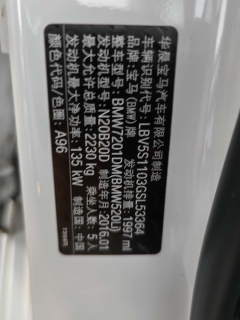 华晨宝马汽车有限公司制造
车辆识别代号: LBV5S1103GSL53364
品牌: 宝马(BMW)牌
发动机排量: 1997 ml
整车型号: BMW7201DM(BMW520Li)
发动机型号: N20B20D 制造年月: 2016.01
最大允许总质量: 2230 kg 乘坐人数: 5 人
发动机最大净功率: 135 kW 制造国: 中国
颜色代码/色圈: A96